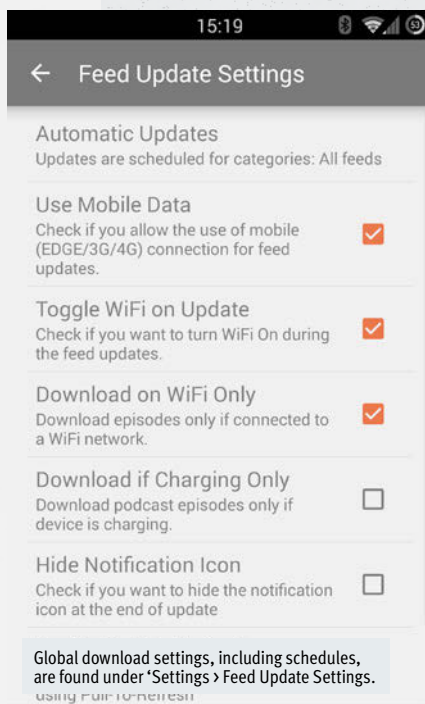 15:19
53
Feed Update Settings
Automatic Updates
Updates are scheduled for categories: All feeds
Use Mobile Data
Check if you allow the use of mobile
(EDGE/3G/4G) connection for feed
updates.
Toggle WiFi on Update
Check if you want to turn WiFi On during
the feed updates.
Download on WiFi Only
Download episodes only if connected to
a WiFi network.
Download if Charging Only
Download podcast episodes only if
device is charging.
Hide Notification Icon
Check if you want to hide the notification
icon at the end of update
Global download settings, including schedules,
are found under ‘Settings > Feed Update Settings.
using Pull-To-Refresh